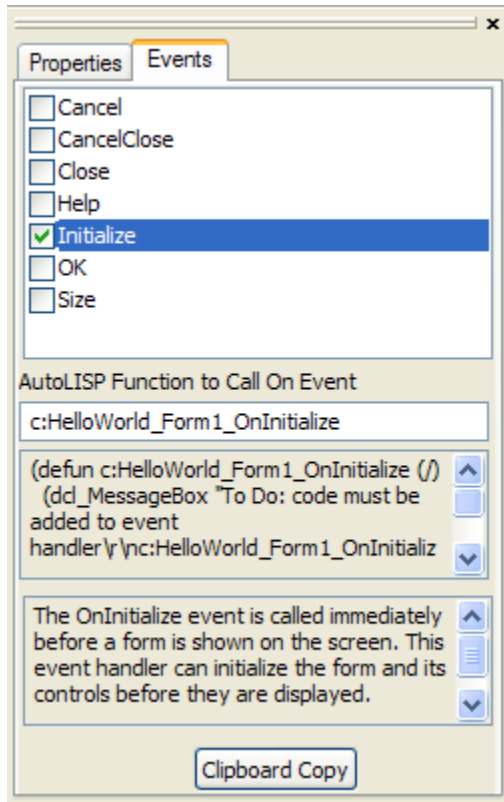 Properties Events
Cancel
CancelClose
Close
Help
Initialize
OK
Size
AutoLISP Function to Call On Event
c:HelloWorld_Form1_OnInitialize
(defun c:HelloWorld_Form1_OnInitialize (/)
(dcl_MessageBox "To Do: code must be
added to event
handler\r\nc:HelloWorld_Form1_OnInitializ
The OnInitialize event is called immediately
before a form is shown on the screen. This
event handler can initialize the form and its
controls before they are displayed.
Clipboard Copy